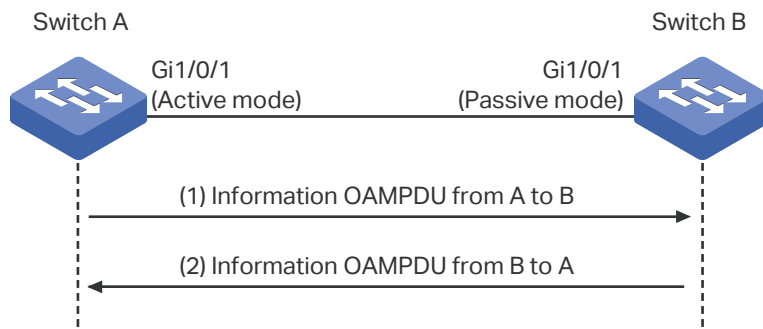 Switch A
Switch B
Gi1/0/1
(Active mode)
Gi1/0/1
(Passive mode)
(1) Information OAMPDU from A to B
(2) Information OAMPDU from B to A